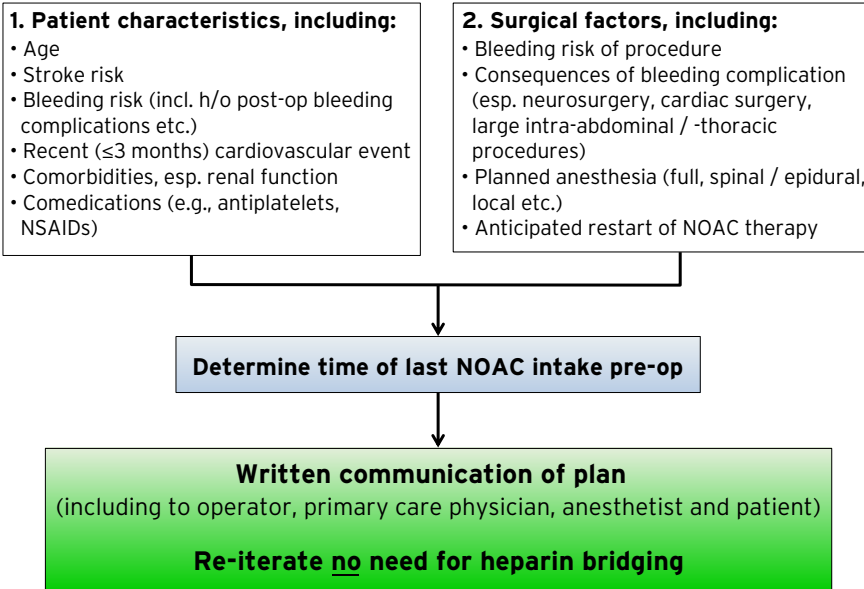 1. Patient characteristics, including:
• Age
• Stroke risk
• Bleeding risk (incl. h/o post-op bleeding
complications etc.)
• Recent (≤3 months) cardiovascular event
• Comorbidities, esp. renal function
• Comedications (e.g., antiplatelets,
NSAIDs)
2. Surgical factors, including:
• Bleeding risk of procedure
• Consequences of bleeding complication
(esp. neurosurgery, cardiac surgery,
large intra-abdominal / -thoracic
procedures)
• Planned anesthesia (full, spinal / epidural,
local etc.)
• Anticipated restart of NOAC therapy
Determine time of last NOAC intake pre-op
Written communication of plan
(including to operator, primary care physician, anesthetist and patient)
Re-iterate no need for heparin bridging